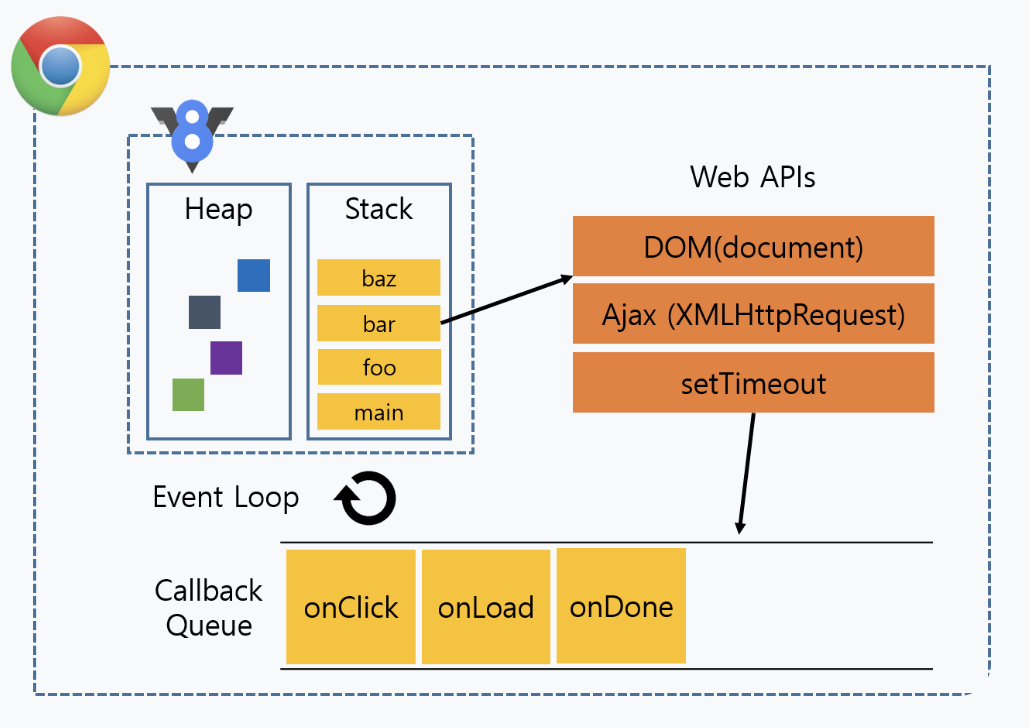 8
Heap
Stack
baz
bar
foo
main
Web APIs
DOM(document)
Ajax (XMLHttpRequest)
setTimeout
Event Loop
Callback
Queue
onClick
onLoad
onDone